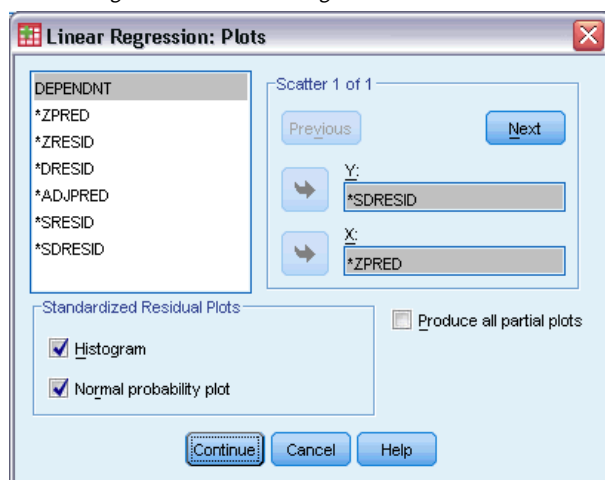 Linear Regression: Plots
DEPENDNT
*ZPRED
*ZRESID
*DRESID
*ADJPRED
*SRESID
*SDRESID
Scatter 1 of 1
Previous
Next
Y:
*SDRESID
X:
*ZPRED
Standardized Residual Plots
Histogram
Normal probability plot
Produce all partial plots
Continue
Cancel
Help